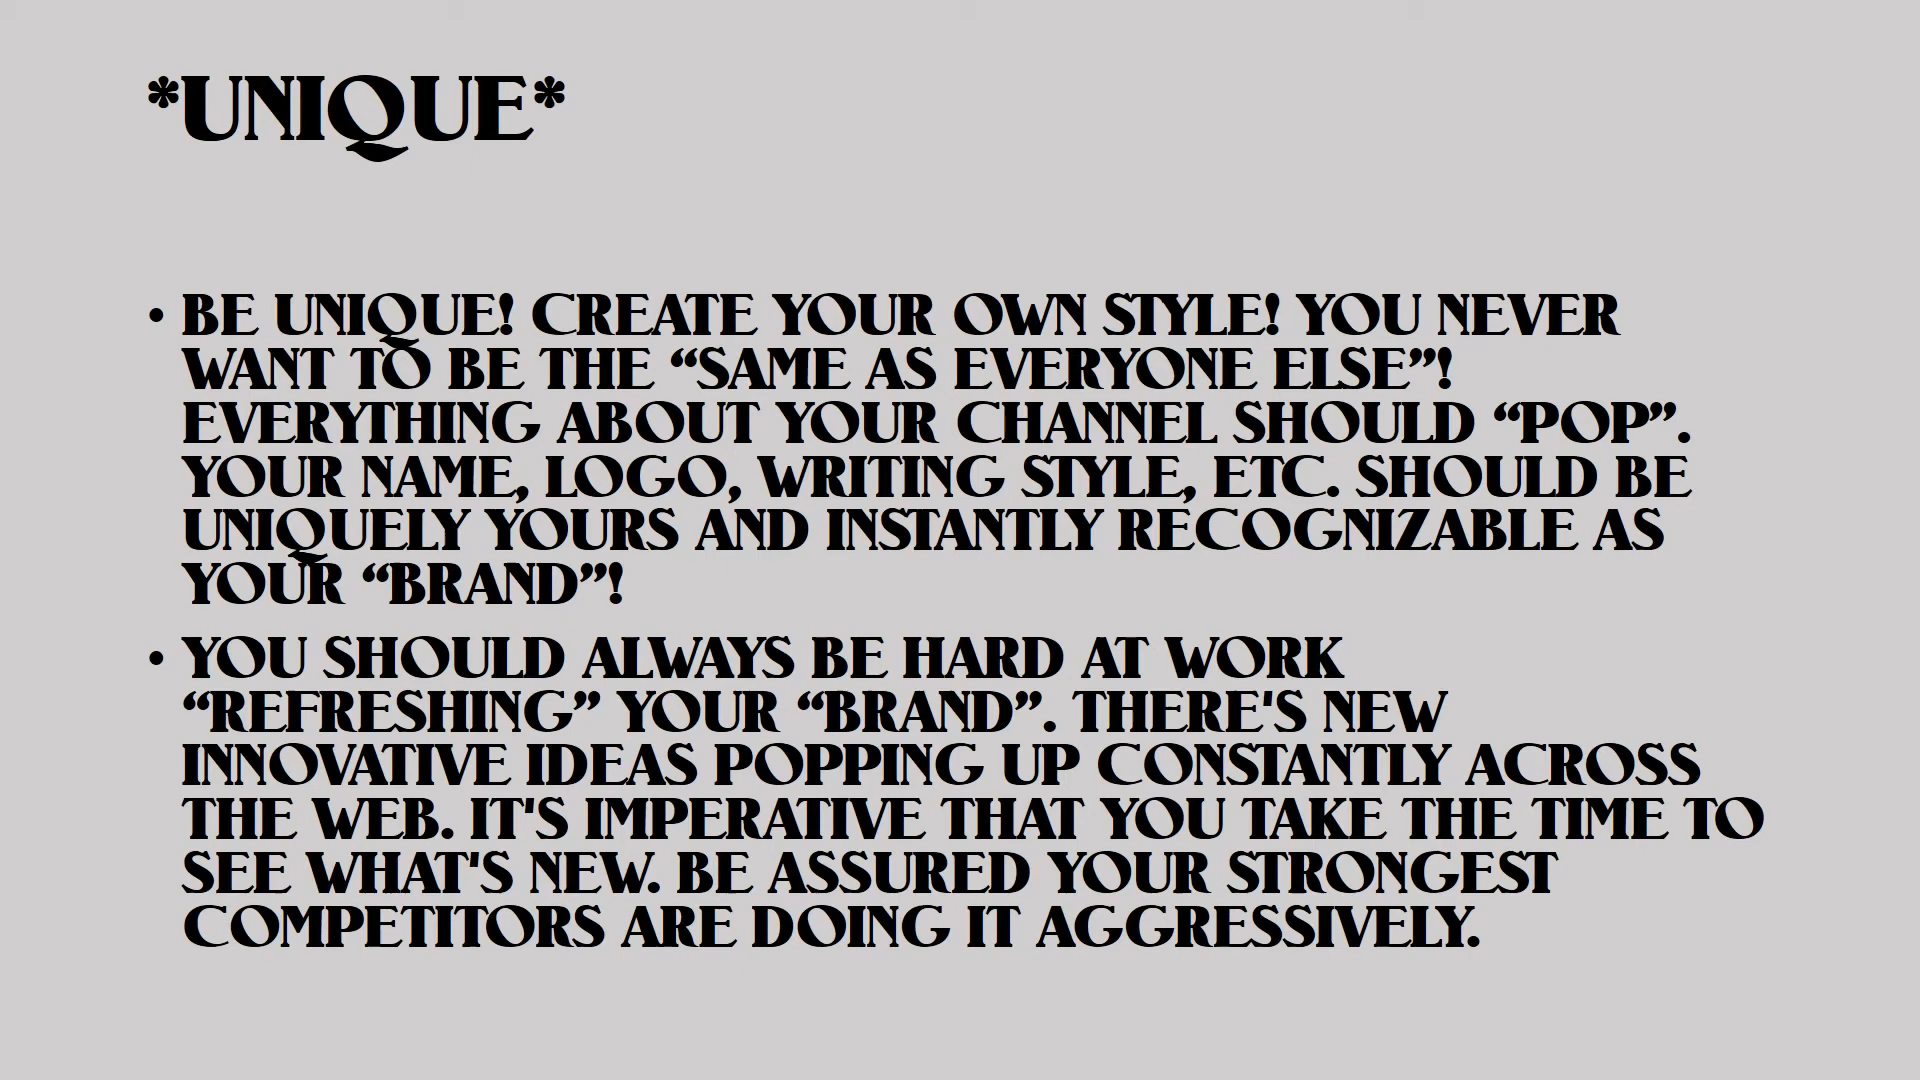 *UNIQUE*
• BE UNIQUE! CREATE YOUR OWN STYLE! YOU NEVER
WANT TO BE THE “SAME AS EVERYONE ELSE”!
EVERYTHING ABOUT YOUR CHANNEL SHOULD “POP”.
YOUR NAME, LOGO, WRITING STYLE, ETC. SHOULD BE
UNIQUELY YOURS AND INSTANTLY RECOGNIZABLE AS
YOUR “BRAND”!
• YOU SHOULD ALWAYS BE HARD AT WORK
“REFRESHING” YOUR “BRAND”. THERE'S NEW
INNOVATIVE IDEAS POPPING UP CONSTANTLY ACROSS
THE WEB. IT'S IMPERATIVE THAT YOU TAKE THE TIME TO
SEE WHAT'S NEW. BE ASSURED YOUR STRONGEST
COMPETITORS ARE DOING IT AGGRESSIVELY.